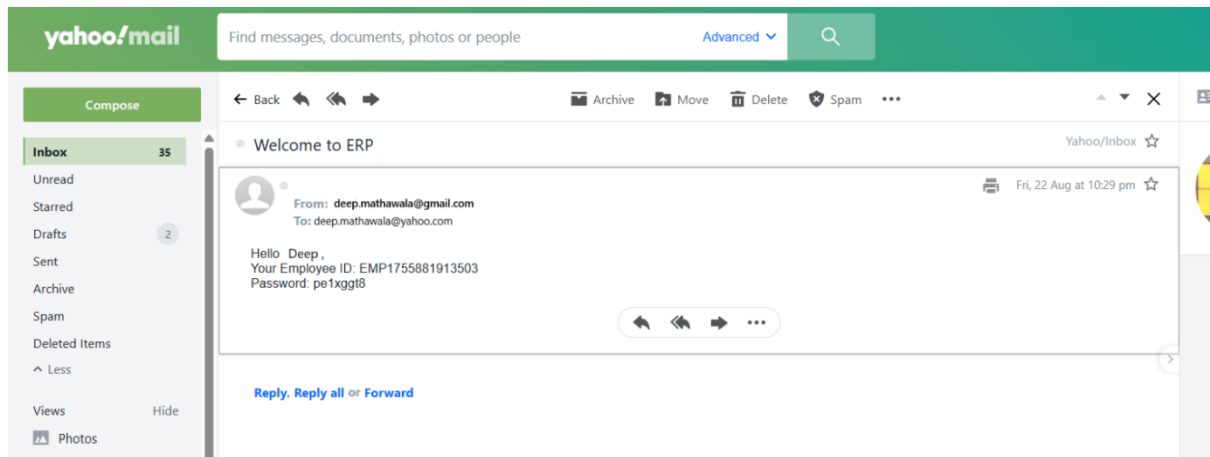 yahoo!mail
Find messages, documents, photos or people
Advanced
Compose
Back
Archive
Move
Delete
Spam
Inbox 35
Unread
Starred
Drafts 2
Sent
Archive
Spam
Deleted Items
Less
Views Hide
Photos
Welcome to ERP
Yahoo/Inbox
From: deep.mathawala@gmail.com
To: deep.mathawala@yahoo.com
Fri, 22 Aug at 10:29 pm
Hello Deep ,
Your Employee ID: EMP1755881913503
Password: pe1xggt8
Reply, Reply all or Forward